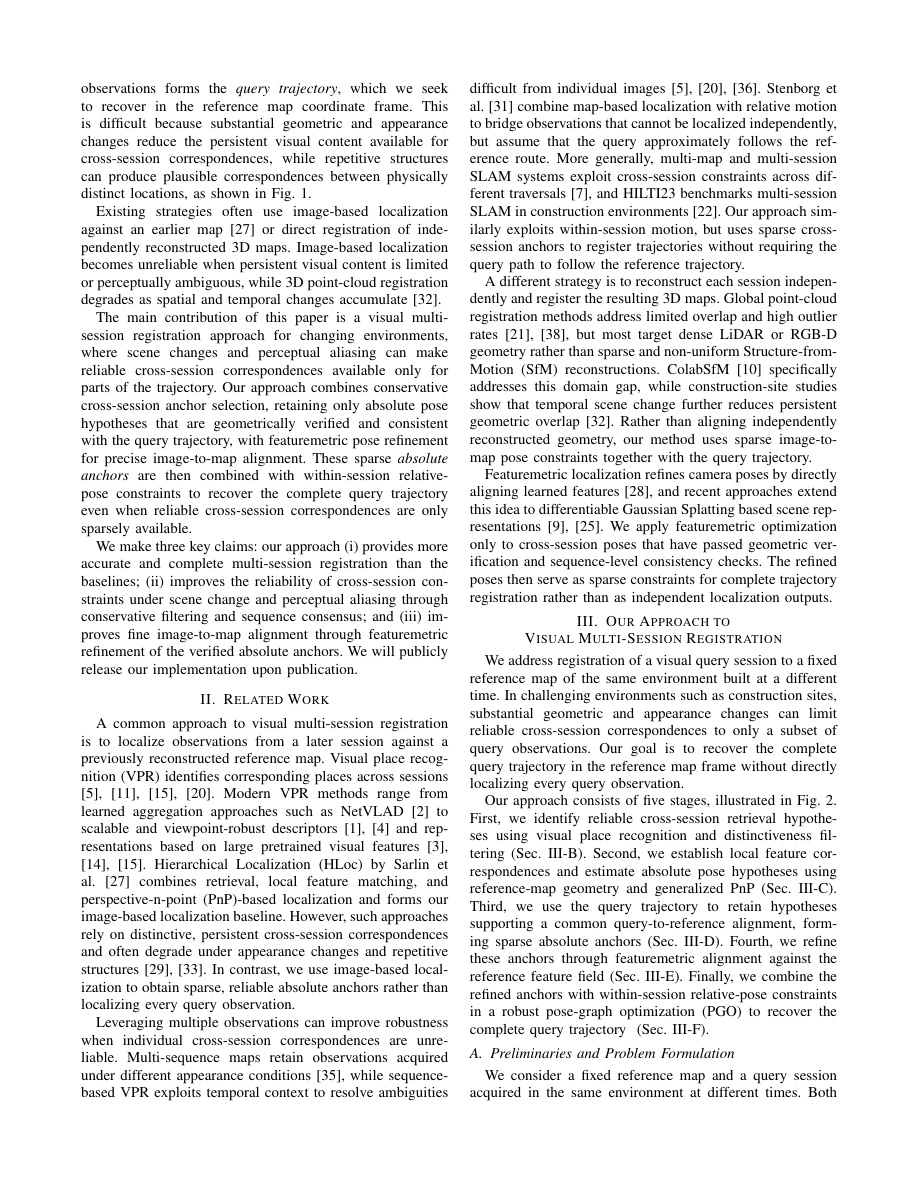 observations forms the query trajectory, which we seek
to recover in the reference map coordinate frame. This
is difficult because substantial geometric and appearance
changes reduce the persistent visual content available for
cross-session correspondences, while repetitive structures
can produce plausible correspondences between physically
distinct locations, as shown in Fig. 1.
Existing strategies often use image-based localization
against an earlier map [27] or direct registration of inde-
pendently reconstructed 3D maps. Image-based localization
becomes unreliable when persistent visual content is limited
or perceptually ambiguous, while 3D point-cloud registration
degrades as spatial and temporal changes accumulate [32].
The main contribution of this paper is a visual multi-
session registration approach for changing environments,
where scene changes and perceptual aliasing can make
reliable cross-session correspondences available only for
parts of the trajectory. Our approach combines conservative
cross-session anchor selection, retaining only absolute pose
hypotheses that are geometrically verified and consistent
with the query trajectory, with featuremetric pose refinement
for precise image-to-map alignment. These sparse absolute
anchors are then combined with within-session relative-
pose constraints to recover the complete query trajectory
even when reliable cross-session correspondences are only
sparsely available.
We make three key claims: our approach (i) provides more
accurate and complete multi-session registration than the
baselines; (ii) improves the reliability of cross-session con-
straints under scene change and perceptual aliasing through
conservative filtering and sequence consensus; and (iii) im-
proves fine image-to-map alignment through featuremetric
refinement of the verified absolute anchors. We will publicly
release our implementation upon publication.
II. RELATED WORK
A common approach to visual multi-session registration
is to localize observations from a later session against a
previously reconstructed reference map. Visual place recog-
nition (VPR) identifies corresponding places across sessions
[5], [11], [15], [20]. Modern VPR methods range from
learned aggregation approaches such as NetVLAD [2] to
scalable and viewpoint-robust descriptors [1], [4] and rep-
resentations based on large pretrained visual features [3],
[14], [15]. Hierarchical Localization (HLoc) by Sarlin et
al. [27] combines retrieval, local feature matching, and
perspective-n-point (PnP)-based localization and forms our
image-based localization baseline. However, such approaches
rely on distinctive, persistent cross-session correspondences
and often degrade under appearance changes and repetitive
structures [29], [33]. In contrast, we use image-based local-
ization to obtain sparse, reliable absolute anchors rather than
localizing every query observation.
Leveraging multiple observations can improve robustness
when individual cross-session correspondences are unre-
liable. Multi-sequence maps retain observations acquired
under different appearance conditions [35], while sequence-
based VPR exploits temporal context to resolve ambiguities
difficult from individual images [5], [20], [36]. Stenborg et
al. [31] combine map-based localization with relative motion
to bridge observations that cannot be localized independently,
but assume that the query approximately follows the ref-
erence route. More generally, multi-map and multi-session
SLAM systems exploit cross-session constraints across dif-
ferent traversals [7], and HILTI23 benchmarks multi-session
SLAM in construction environments [22]. Our approach sim-
ilarly exploits within-session motion, but uses sparse cross-
session anchors to register trajectories without requiring the
query path to follow the reference trajectory.
A different strategy is to reconstruct each session indepen-
dently and register the resulting 3D maps. Global point-cloud
registration methods address limited overlap and high outlier
rates [21], [38], but most target dense LiDAR or RGB-D
geometry rather than sparse and non-uniform Structure-from-
Motion (SfM) reconstructions. ColabSfM [10] specifically
addresses this domain gap, while construction-site studies
show that temporal scene change further reduces persistent
geometric overlap [32]. Rather than aligning independently
reconstructed geometry, our method uses sparse image-to-
map pose constraints together with the query trajectory.
Featuremetric localization refines camera poses by directly
aligning learned features [28], and recent approaches extend
this idea to differentiable Gaussian Splatting based scene rep-
resentations [9], [25]. We apply featuremetric optimization
only to cross-session poses that have passed geometric ver-
ification and sequence-level consistency checks. The refined
poses then serve as sparse constraints for complete trajectory
registration rather than as independent localization outputs.
III. OUR APPROACH TO
VISUAL MULTI-SESSION REGISTRATION
We address registration of a visual query session to a fixed
reference map of the same environment built at a different
time. In challenging environments such as construction sites,
substantial geometric and appearance changes can limit
reliable cross-session correspondences to only a subset of
query observations. Our goal is to recover the complete
query trajectory in the reference map frame without directly
localizing every query observation.
Our approach consists of five stages, illustrated in Fig. 2.
First, we identify reliable cross-session retrieval hypothe-
ses using visual place recognition and distinctiveness fil-
tering (Sec. III-B). Second, we establish local feature cor-
respondences and estimate absolute pose hypotheses using
reference-map geometry and generalized PnP (Sec. III-C).
Third, we use the query trajectory to retain hypotheses
supporting a common query-to-reference alignment, form-
ing sparse absolute anchors (Sec. III-D). Fourth, we refine
these anchors through featuremetric alignment against the
reference feature field (Sec. III-E). Finally, we combine the
refined anchors with within-session relative-pose constraints
in a robust pose-graph optimization (PGO) to recover the
complete query trajectory (Sec. III-F).
A. Preliminaries and Problem Formulation
We consider a fixed reference map and a query session
acquired in the same environment at different times. Both